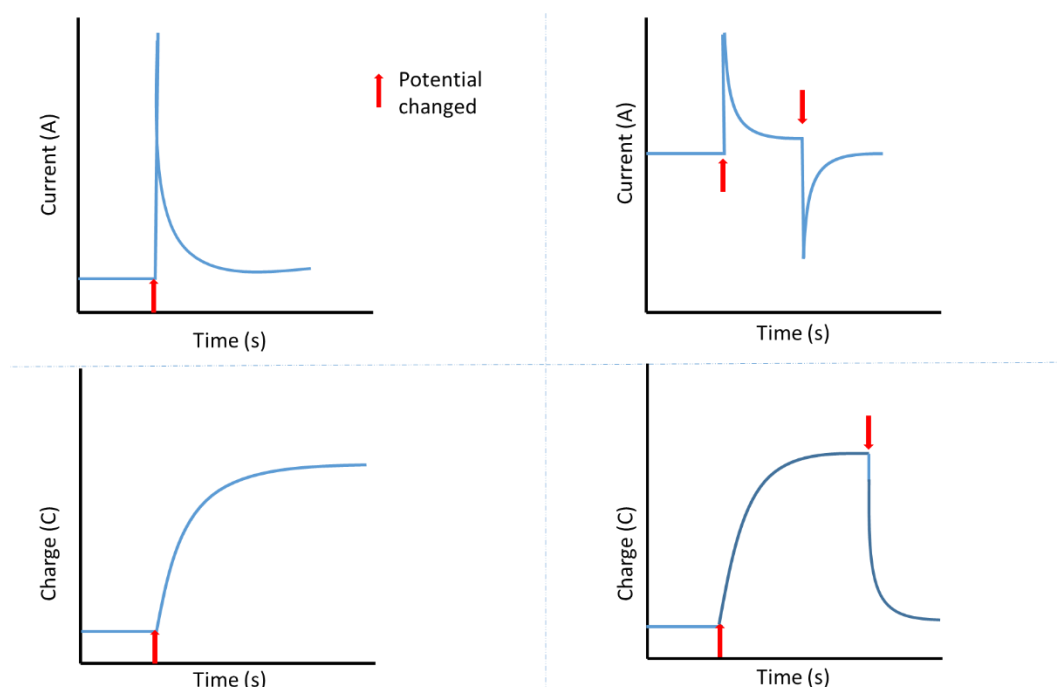 Current (A)
Potential
changed
Time (s)
Current (A)
Time (s)
Charge (C)
Time (s)
Charge (C)
Time (s)